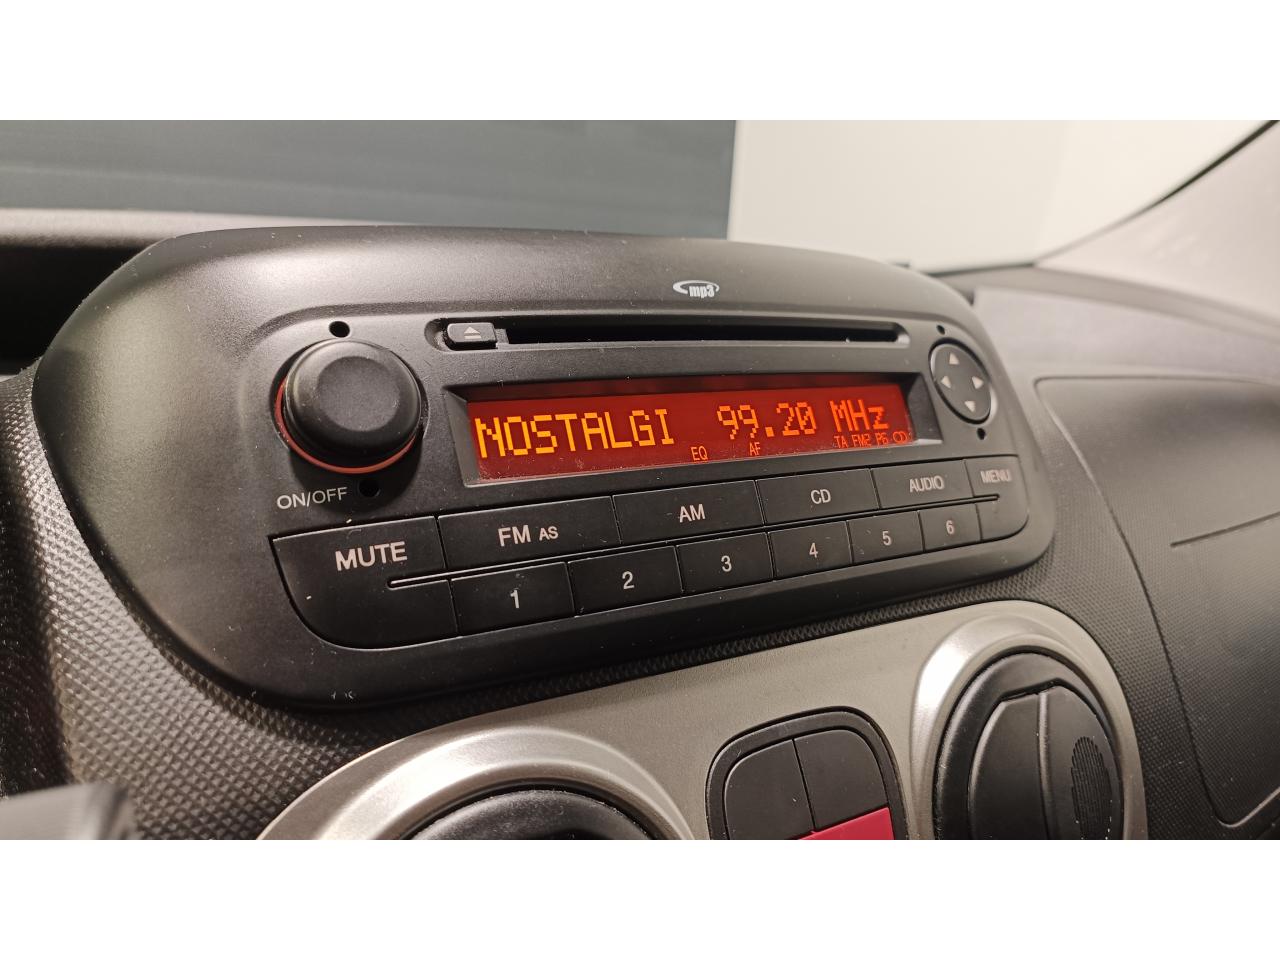 mp3
NOSTALGI 99.20 MHz
EQ AF TA FM2 P6 CD
ON/OFF
MUTE FM AS AM CD AUDIO MENU
1 2 3 4 5 6